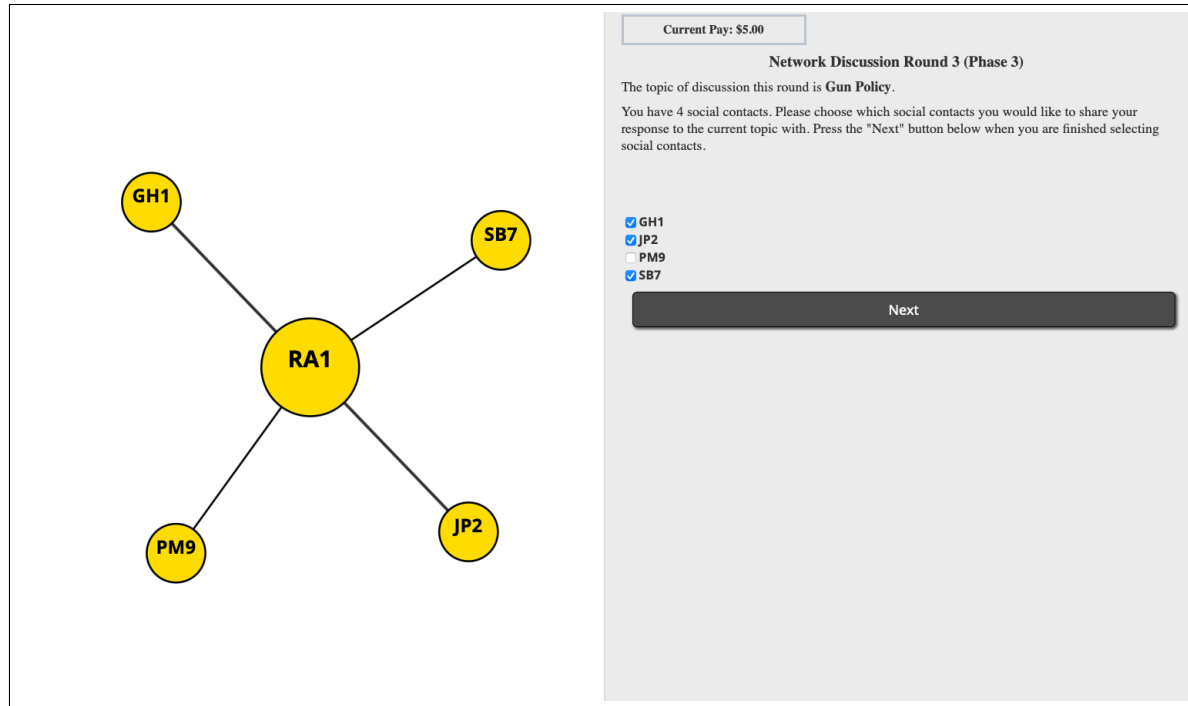 GH1
SB7
RA1
PM9
JP2
Current Pay: $5.00
Network Discussion Round 3 (Phase 3)
The topic of discussion this round is Gun Policy.
You have 4 social contacts. Please choose which social contacts you would like to share your
response to the current topic with. Press the "Next" button below when you are finished selecting
social contacts.
GH1
JP2
PM9
SB7
Next